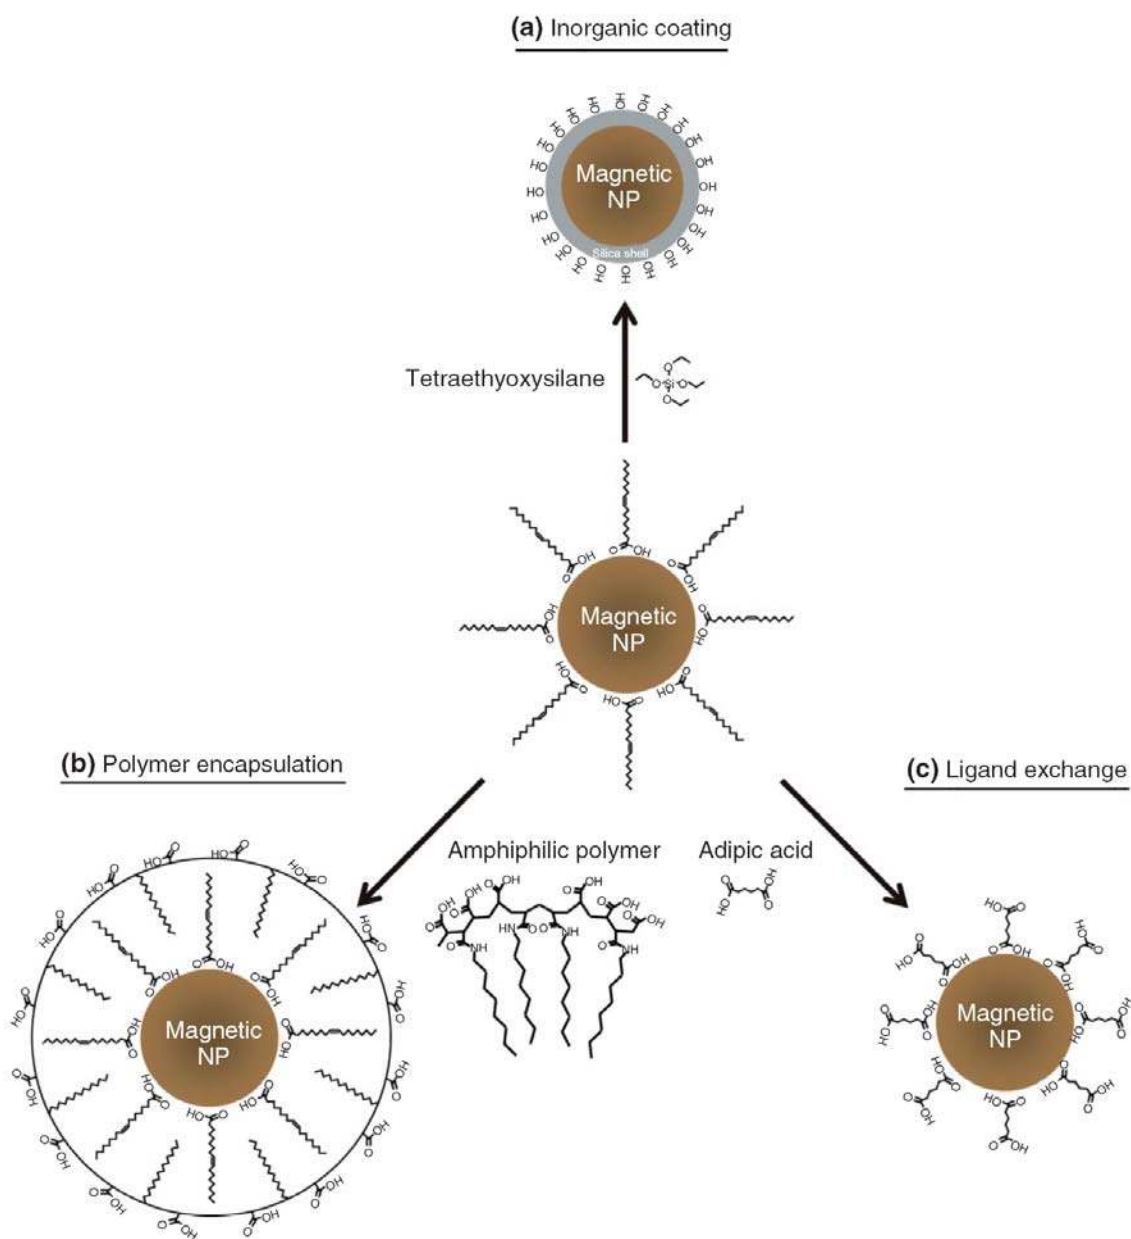 (a) Inorganic coating
Magnetic
NP
Silica shell
Tetraethyoxysilane
Magnetic
NP
(b) Polymer encapsulation
(c) Ligand exchange
Amphiphilic polymer
Adipic acid
Magnetic
NP
Magnetic
NP